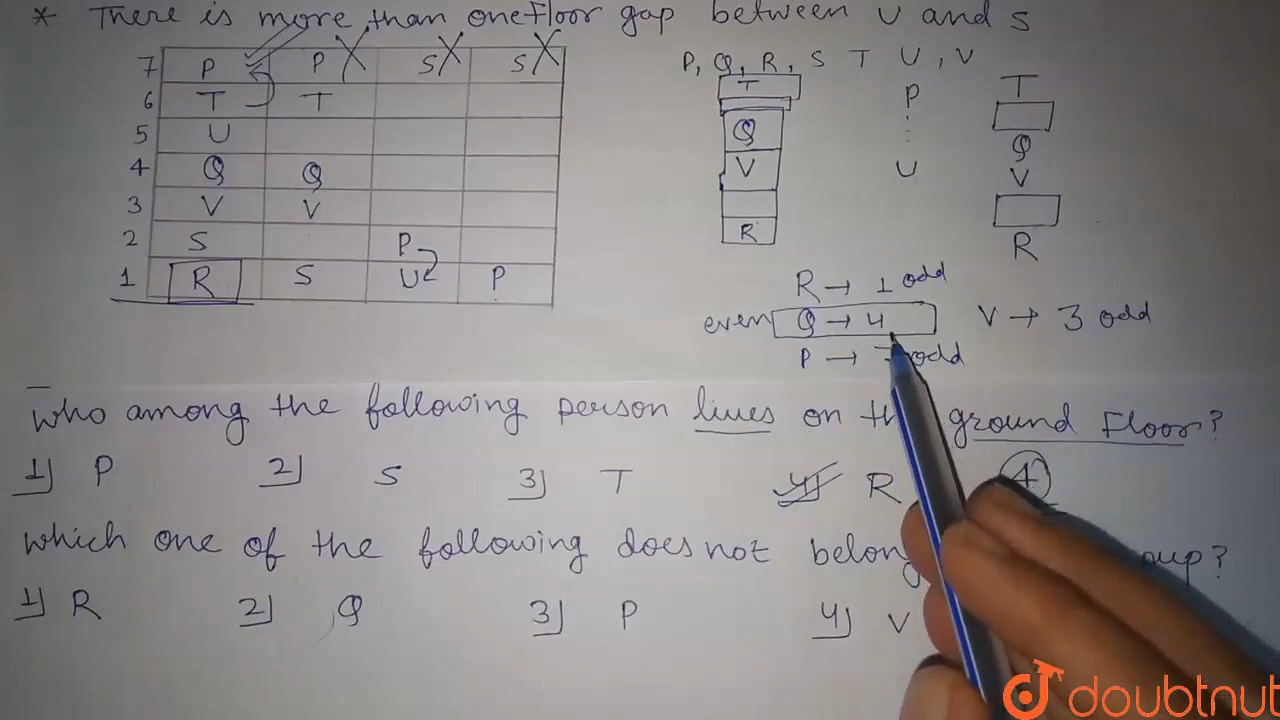 * There is more than one floor gap between U and S
P, Q, R, S T U, V
7 P P S S
6 T T
5 U
4 Q Q
3 V V
2 S P
1 R S U P
T
Q
V
R
P
U
T
Q
V
R
R → 1 odd
even Q → 4 V → 3 odd
P → odd
who among the following person lives on ground Floor?
1) P 2) S 3) T 4) R 4
which one of the following does not belong
1) R 2) Q 3) P 4) V
doubtnut